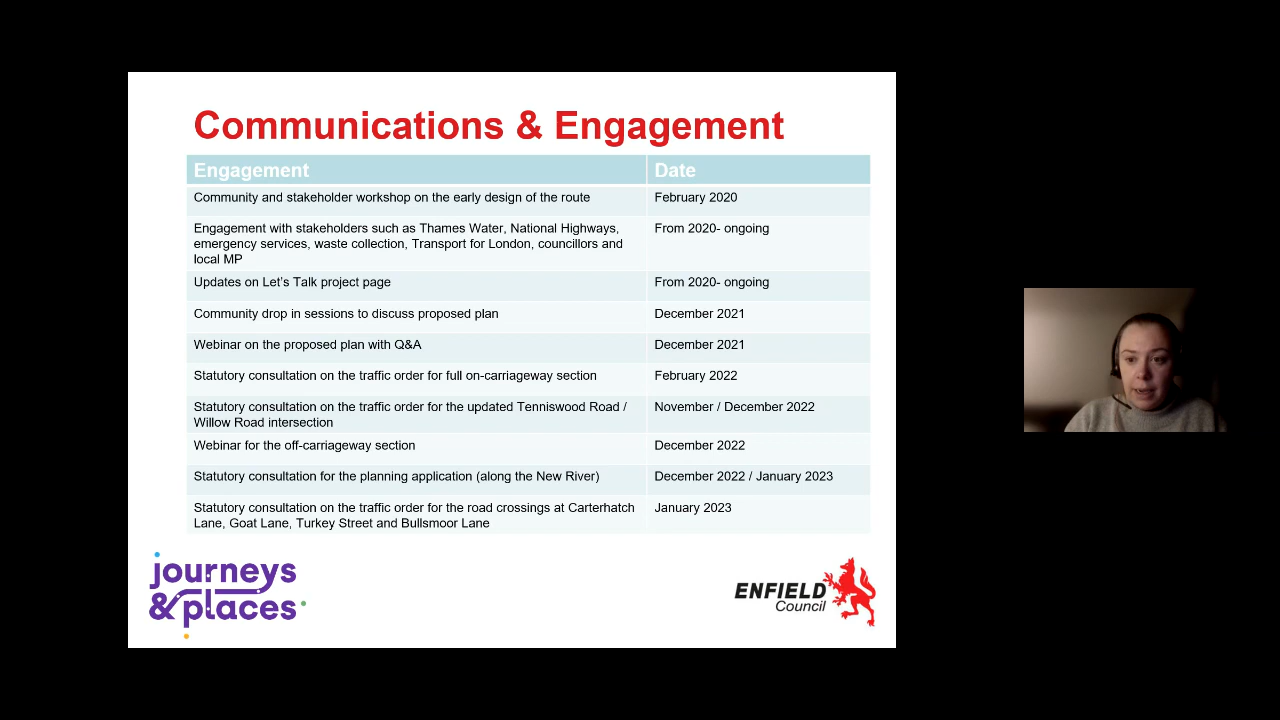 Communications & Engagement
Engagement Date
Community and stakeholder workshop on the early design of the route February 2020
Engagement with stakeholders such as Thames Water, National Highways, From 2020- ongoing
emergency services, waste collection, Transport for London, councillors and
local MP
Updates on Let's Talk project page From 2020- ongoing
Community drop in sessions to discuss proposed plan December 2021
Webinar on the proposed plan with Q&A December 2021
Statutory consultation on the traffic order for full on-carriageway section February 2022
Statutory consultation on the traffic order for the updated Tenniswood Road / November / December 2022
Willow Road intersection
Webinar for the off-carriageway section December 2022
Statutory consultation for the planning application (along the New River) December 2022 / January 2023
Statutory consultation on the traffic order for the road crossings at Carterhatch January 2023
Lane, Goat Lane, Turkey Street and Bullsmoor Lane
journeys
&places
ENFIELD
Council